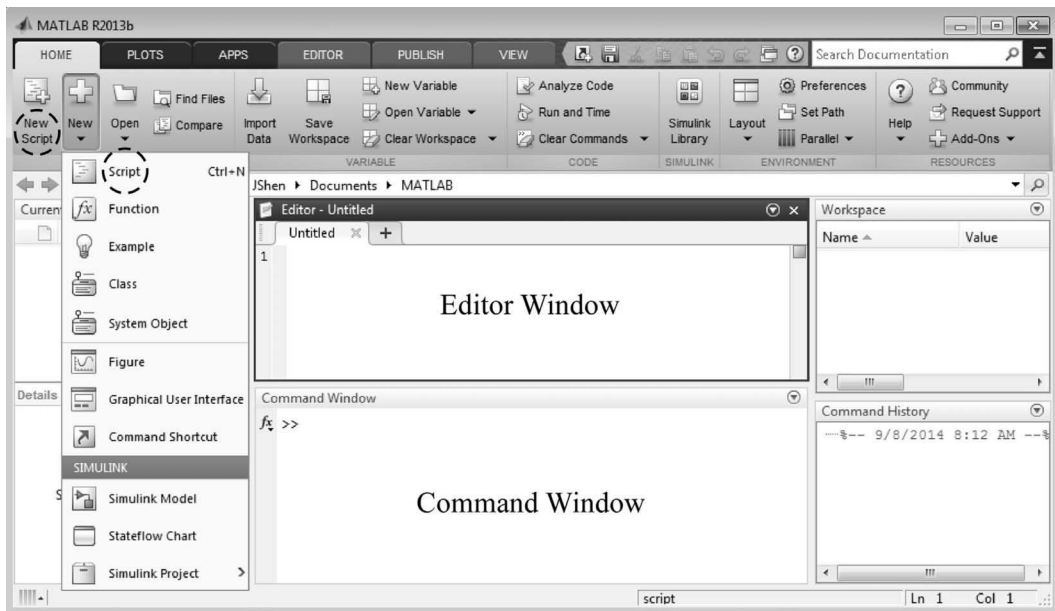 MATLAB R2013b
HOME PLOTS APPS EDITOR PUBLISH VIEW Search Documentation
New Script
New
Open
Find Files
Compare
Import Data
Save Workspace
New Variable
Open Variable
Clear Workspace
Analyze Code
Run and Time
Clear Commands
Simulink Library
Layout
Preferences
Set Path
Parallel
Help
Community
Request Support
Add-Ons
VARIABLE CODE SIMULINK ENVIRONMENT RESOURCES
Script Ctrl+N
Function
Example
Class
System Object
Figure
Graphical User Interface
Command Shortcut
SIMULINK
Simulink Model
Stateflow Chart
Simulink Project
JShen Documents MATLAB
Curren
Details
S
Editor - Untitled
Untitled +
1
Editor Window
Command Window
fx >>
Command Window
Workspace
Name Value
Command History
%-- 9/8/2014 8:12 AM --%
script Ln 1 Col 1